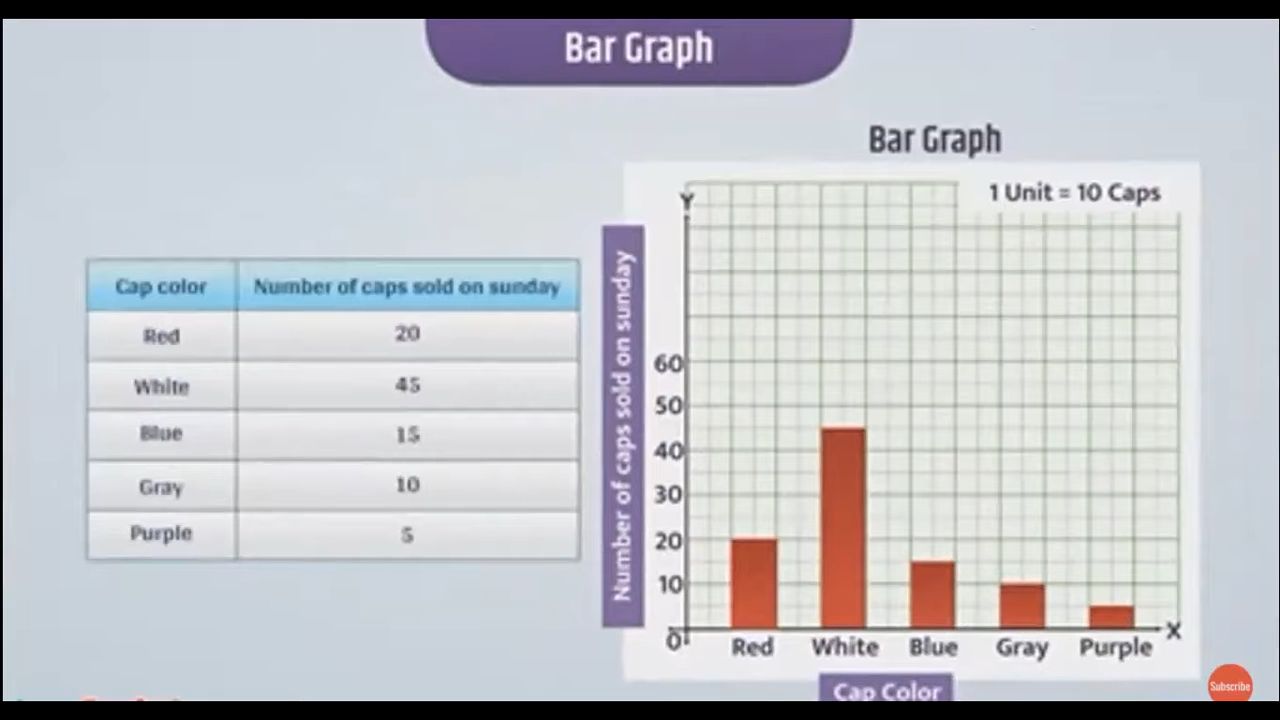 Bar Graph
Bar Graph
1 Unit = 10 Caps
Y
Number of caps sold on sunday
Cap color Number of caps sold on sunday
Red 20
White 45
Blue 15
Gray 10
Purple 5
60
50
40
30
20
10
0
X
Red White Blue Gray Purple
Cap Color
Subscribe